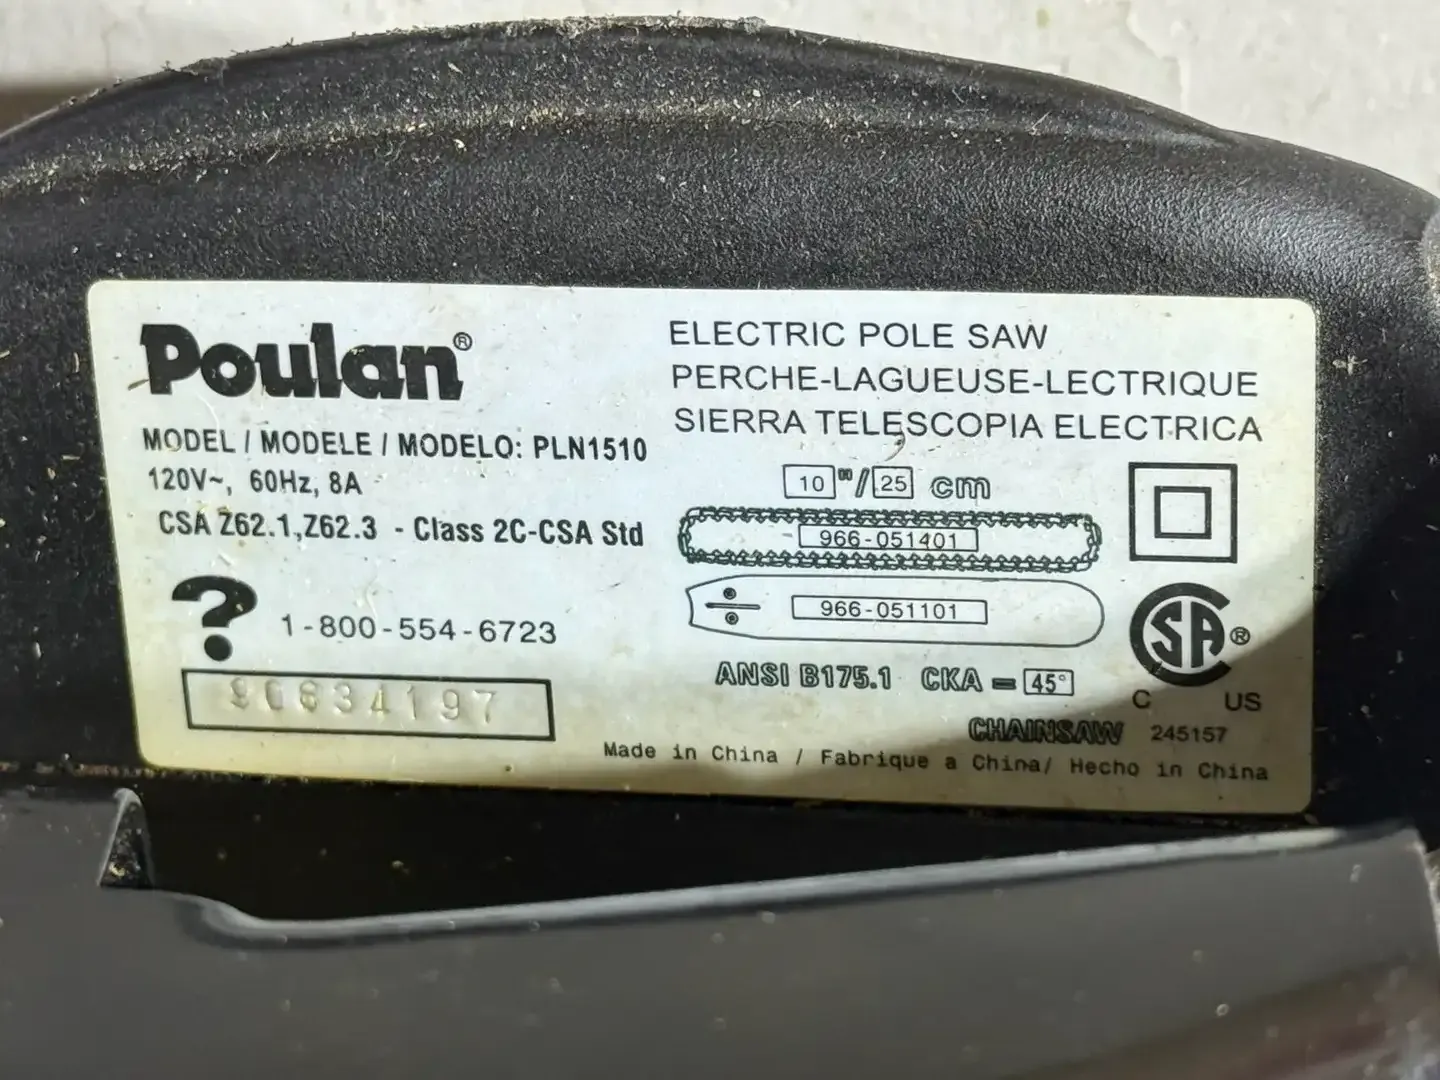 Poulan®
MODEL / MODELE / MODELO: PLN1510
120V~, 60Hz, 8A
CSA Z62.1,Z62.3 - Class 2C-CSA Std
? 1-800-554-6723
90634197
ELECTRIC POLE SAW
PERCHE-LAGUEUSE-LECTRIQUE
SIERRA TELESCOPIA ELECTRICA
10"/25 cm
966-051401
966-051101
ANSI B175.1 CKA = 45°
SA®
C US
CHAINSAW 245157
Made in China / Fabrique a China/ Hecho in China